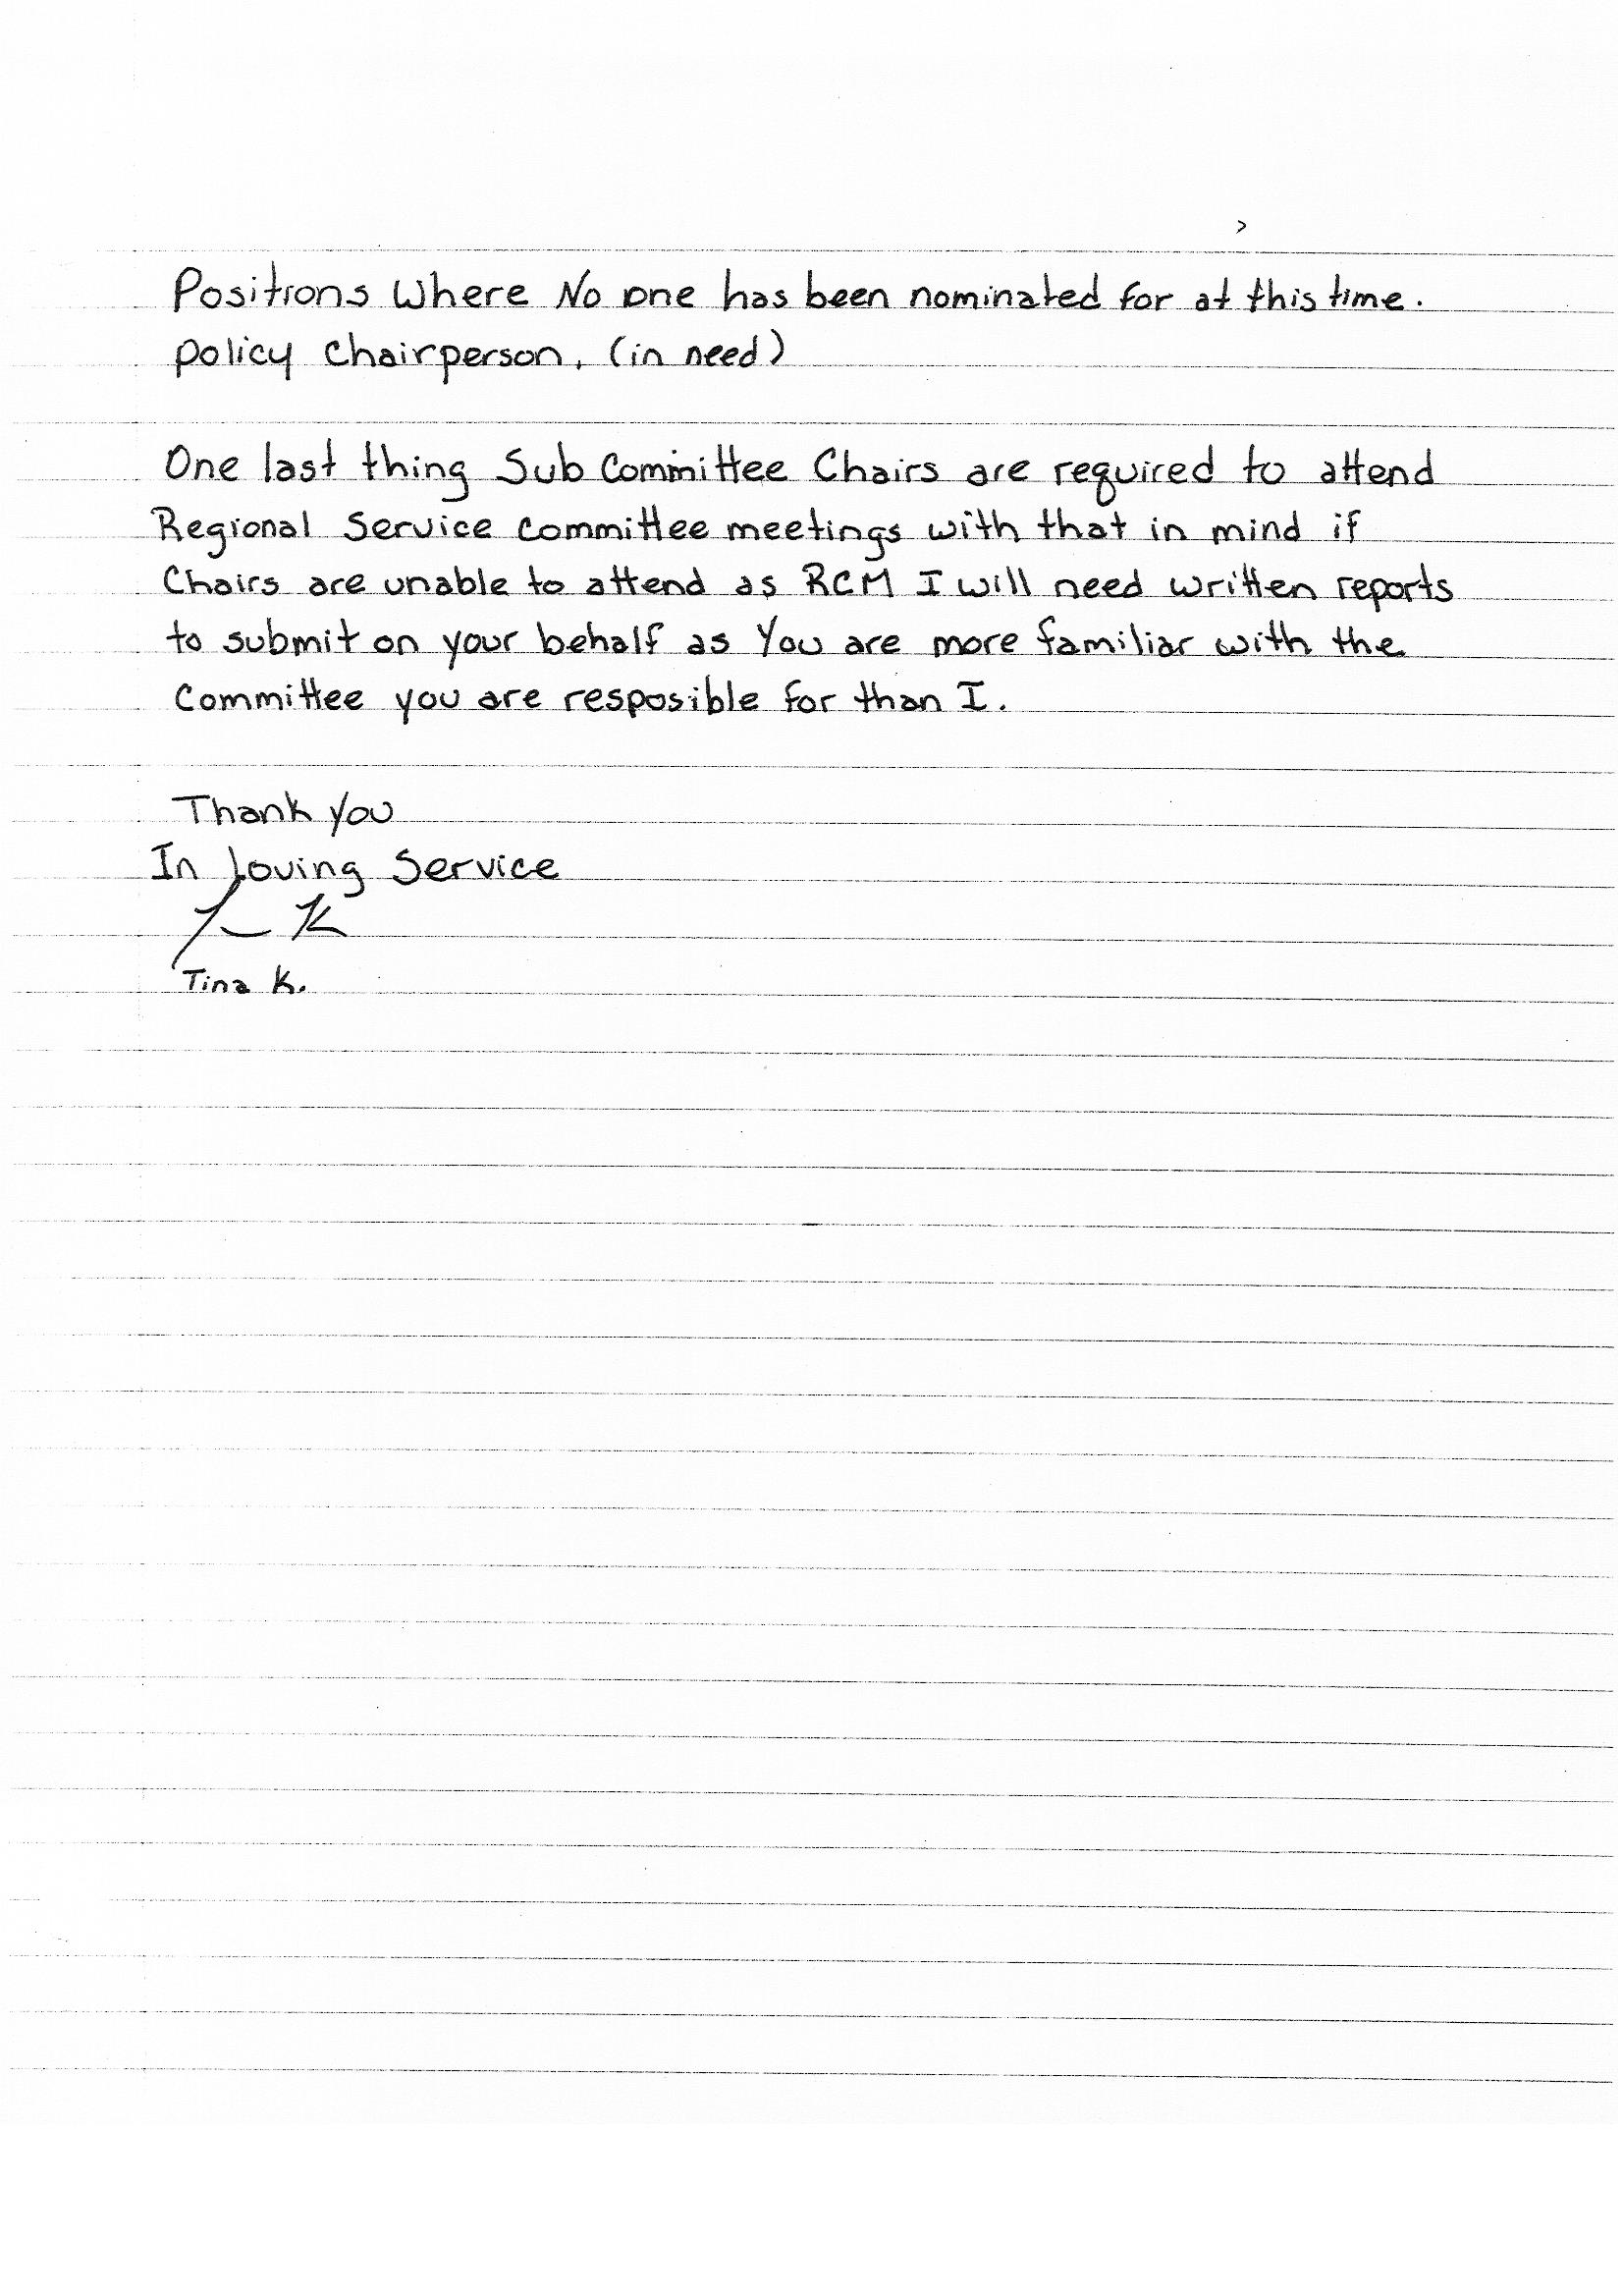 Positions Where No one has been nominated for at this time.
Policy Chairperson, (in need)
One last thing Sub Committee Chairs are required to attend
Regional Service Committee meetings with that in mind if
Chairs are unable to attend as RCM I will need written reports
to submit on your behalf as You are more familiar with the
Committee you are resposible for than I.
Thank You
In Loving Service
T K
Tina K.